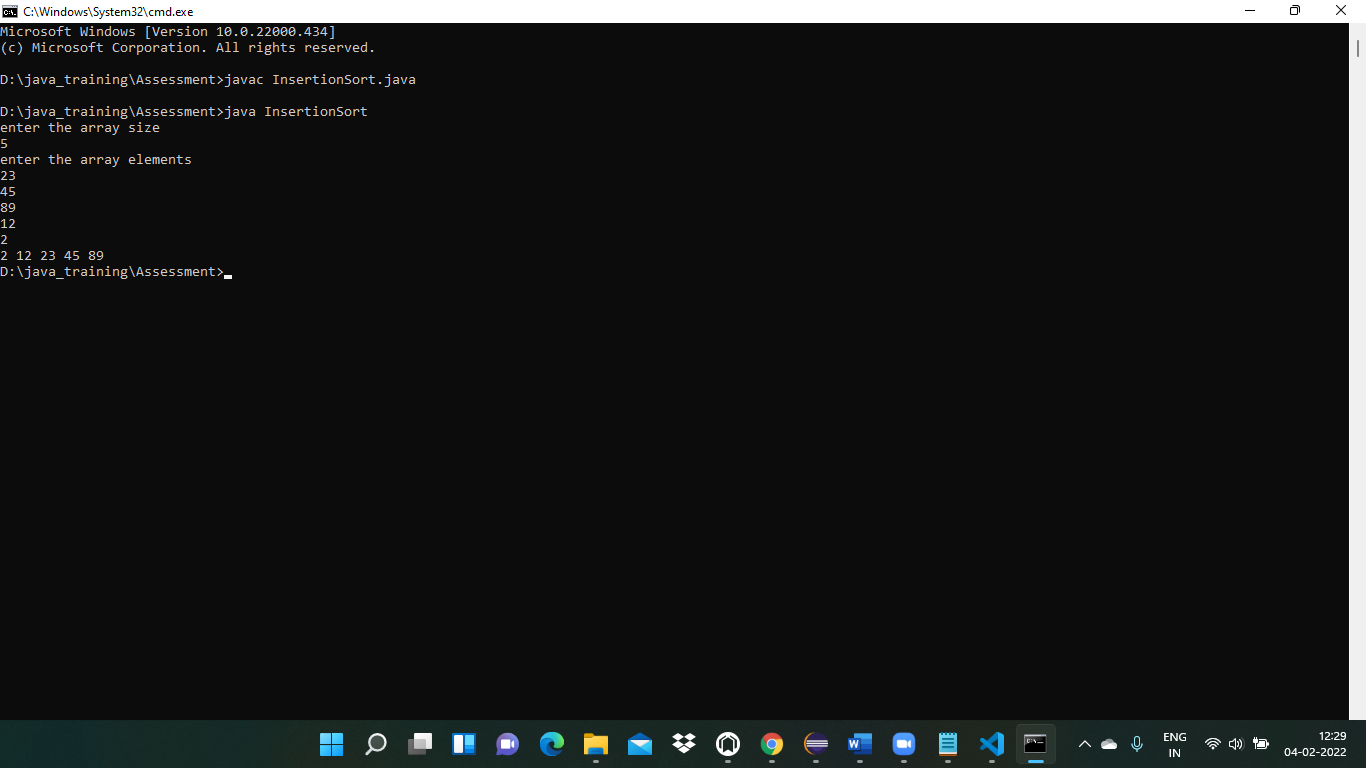 C:\Windows\System32\cmd.exe
Microsoft Windows [Version 10.0.22000.434]
(c) Microsoft Corporation. All rights reserved.
D:\java_training\Assessment>javac InsertionSort.java
D:\java_training\Assessment>java InsertionSort
enter the array size
5
enter the array elements
23
45
89
12
2
2 12 23 45 89
D:\java_training\Assessment>
ENG
IN
12:29
04-02-2022